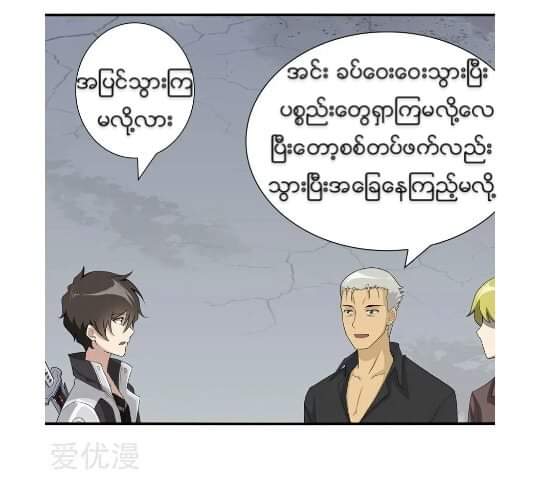 အပြင်သွားကြ
မလို့လား
အင်း ခပ်ဝေးဝေးသွားပြီး
ပစ္စည်းတွေရှာကြမလို့လေ
ပြီးတော့စစ်တပ်ဖက်လည်း
သွားပြီးအခြေနေကြည့်မလို့
爱优漫